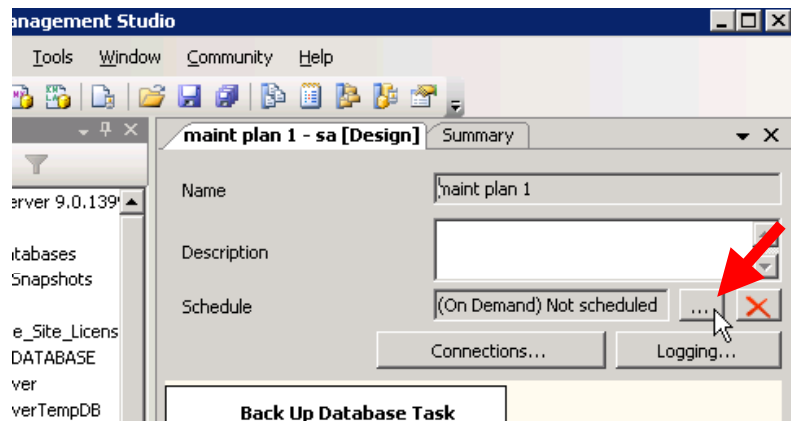 anagement Studio
Tools Window Community Help
maint plan 1 - sa [Design] Summary
Name maint plan 1
erver 9.0.139
Description
tabases
Snapshots
Schedule (On Demand) Not scheduled ...
e_Site_Licens
DATABASE
Connections... Logging...
ver
verTempDB
Back Up Database Task